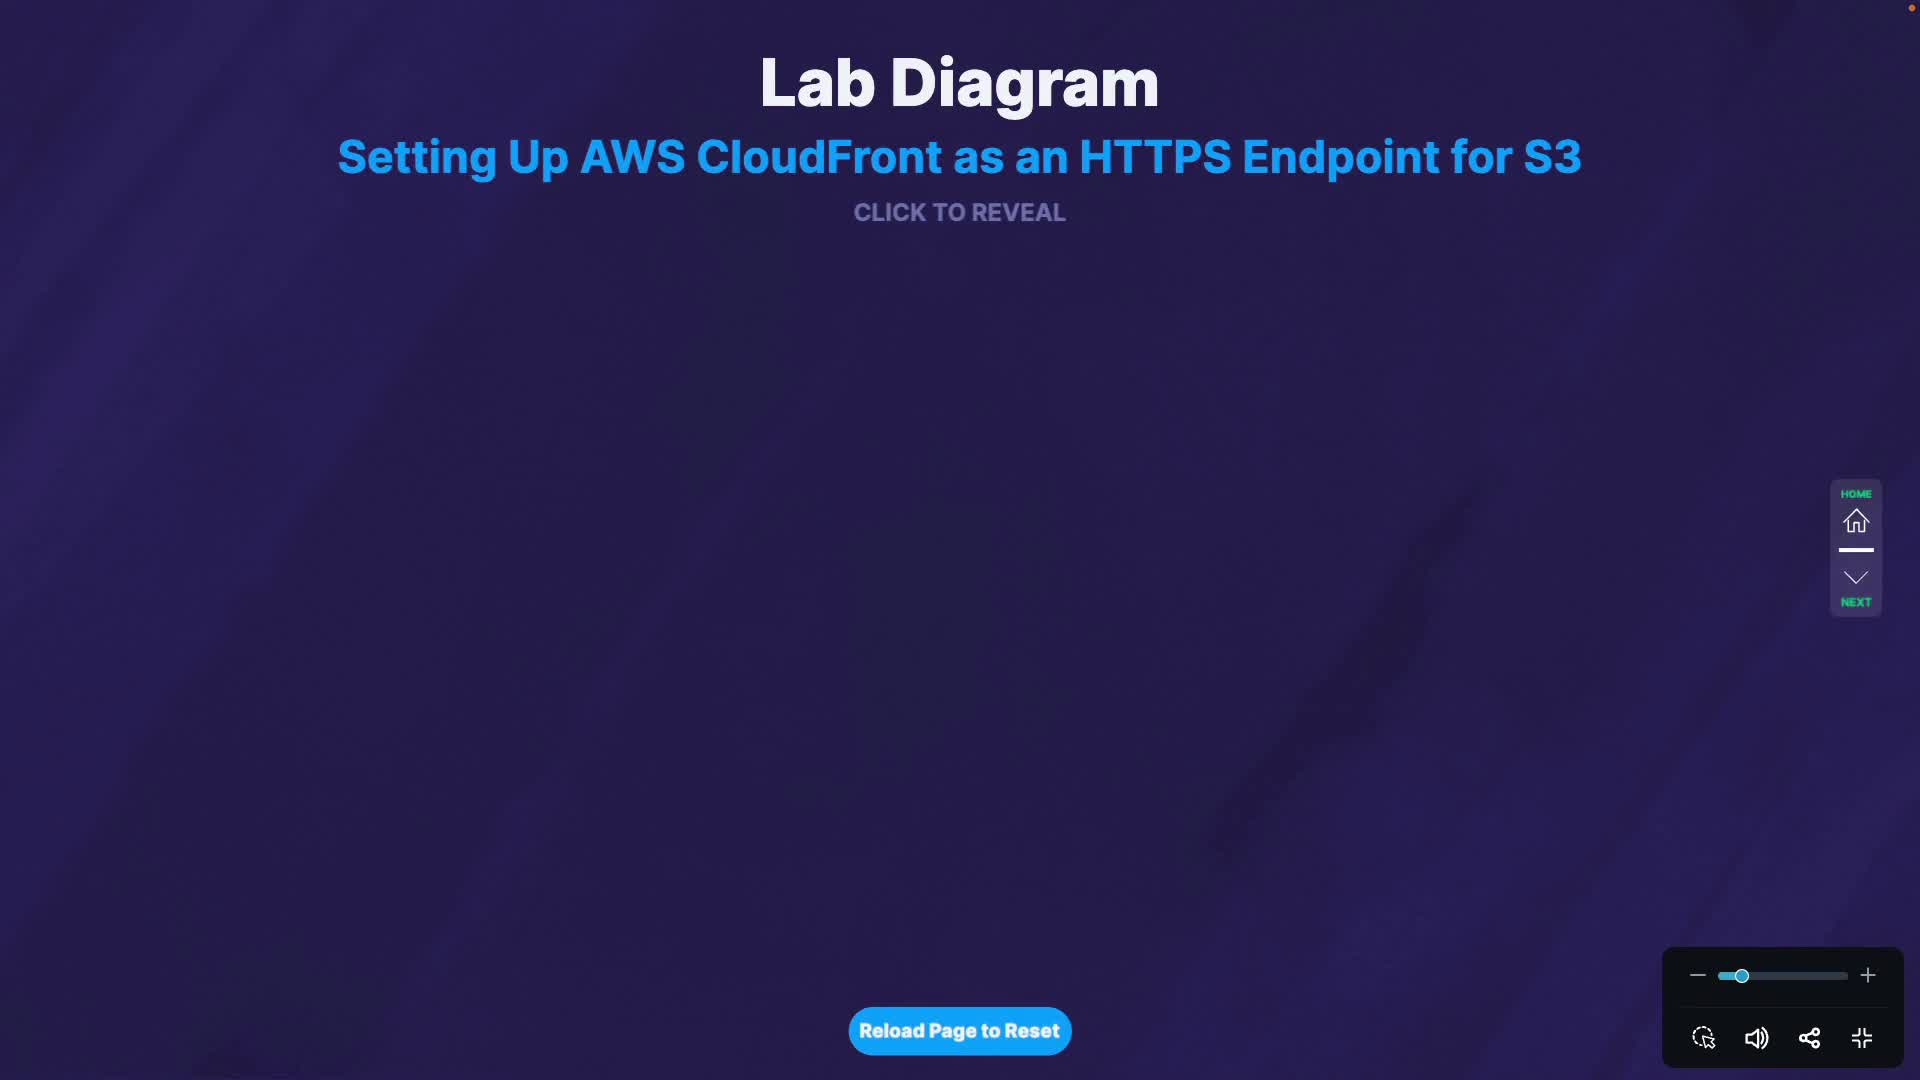 Lab Diagram
Setting Up AWS CloudFront as an HTTPS Endpoint for S3
CLICK TO REVEAL
HOME
NEXT
Reload Page to Reset